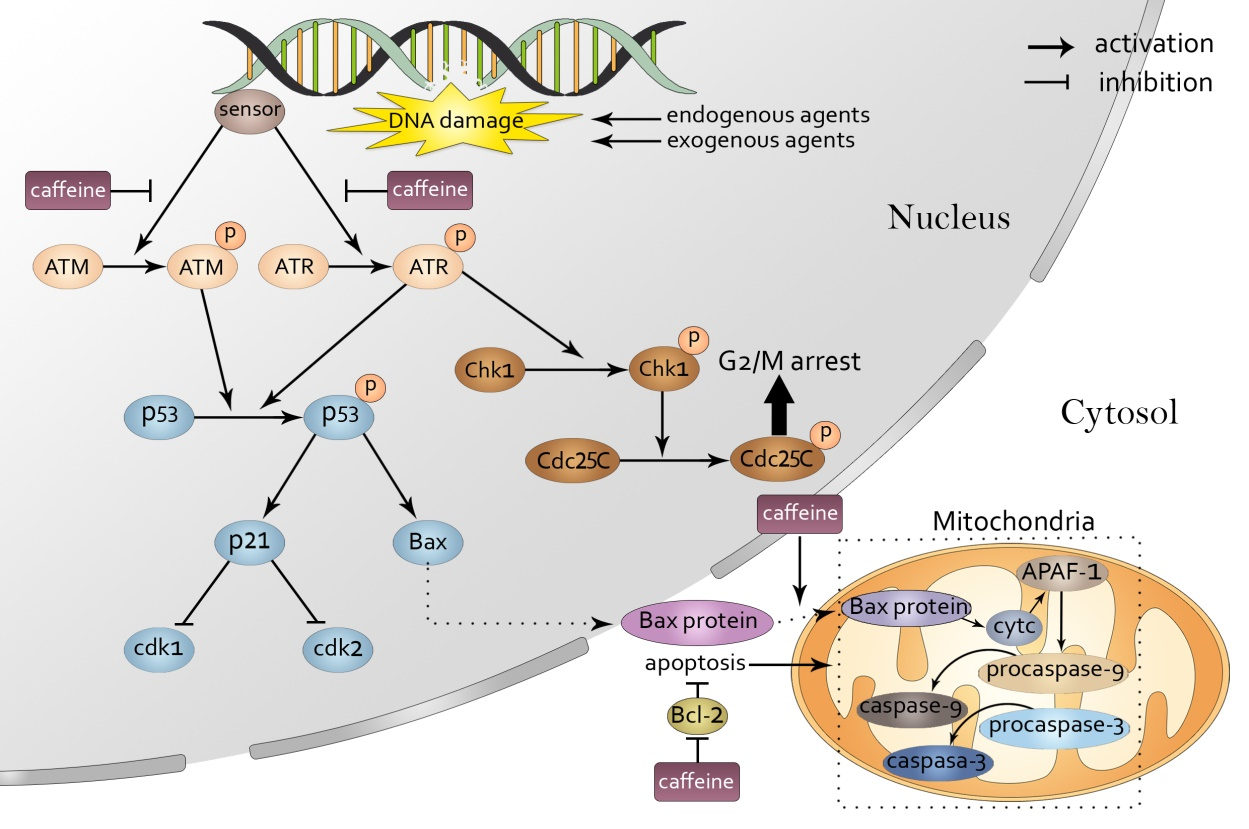 activation
inhibition
sensor
DNA damage
endogenous agents
exogenous agents
caffeine
caffeine
Nucleus
p
p
ATM
ATM
ATR
ATR
p
Chk1
Chk1
G2/M arrest
p
p53
p53
Cytosol
p
Cdc25C
Cdc25C
caffeine
Mitochondria
p21
Bax
APAF-1
Bax protein
Bax protein
cytc
cdk1
cdk2
apoptosis
procaspase-9
Bcl-2
caspase-9
procaspase-3
caspasa-3
caffeine